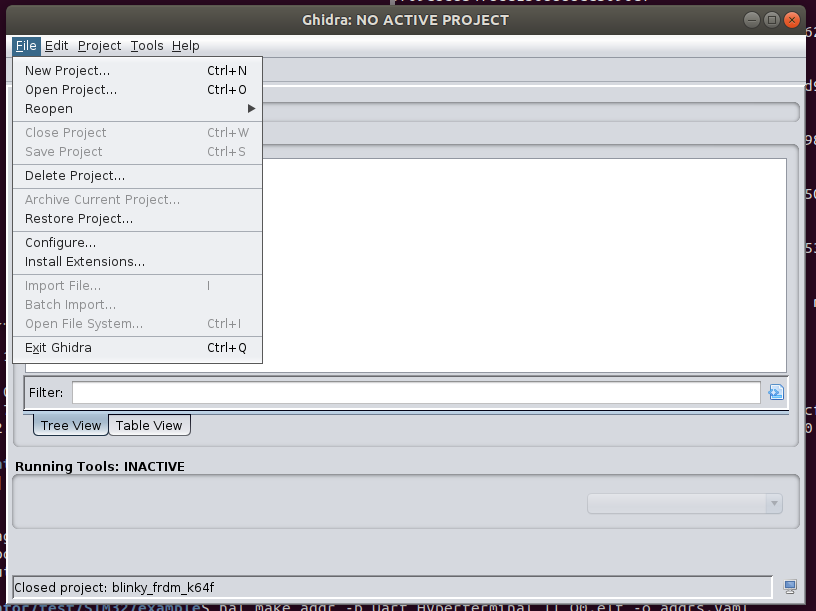 Ghidra: NO ACTIVE PROJECT
File Edit Project Tools Help
New Project... Ctrl+N
Open Project... Ctrl+O
Reopen
Close Project Ctrl+W
Save Project Ctrl+S
Delete Project...
Archive Current Project...
Restore Project...
Configure...
Install Extensions...
Import File... I
Batch Import...
Open File System... Ctrl+I
Exit Ghidra Ctrl+Q
Filter:
Tree View Table View
Running Tools: INACTIVE
Closed project: blinky_frdm_k64f